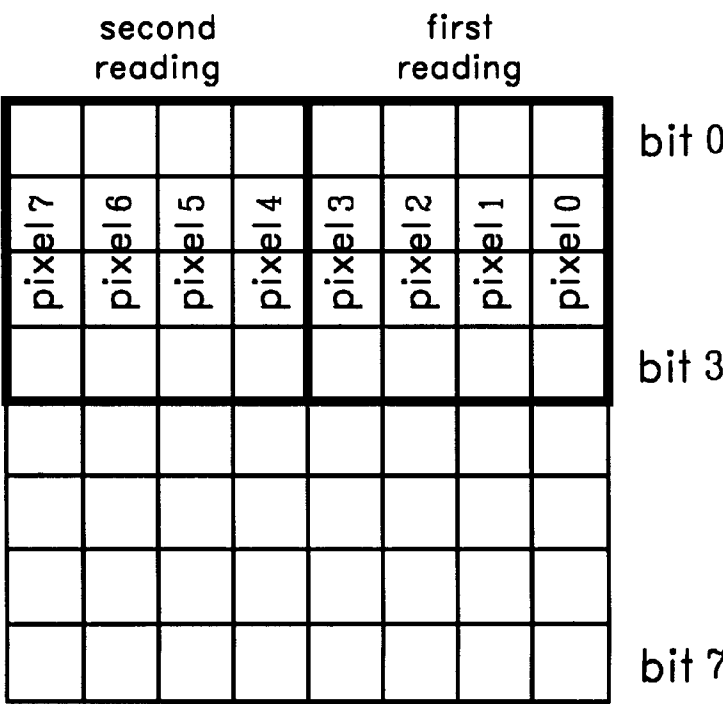 second reading
first reading
bit 0
pixel 7
pixel 6
pixel 5
pixel 4
pixel 3
pixel 2
pixel 1
pixel 0
bit 3
bit 7